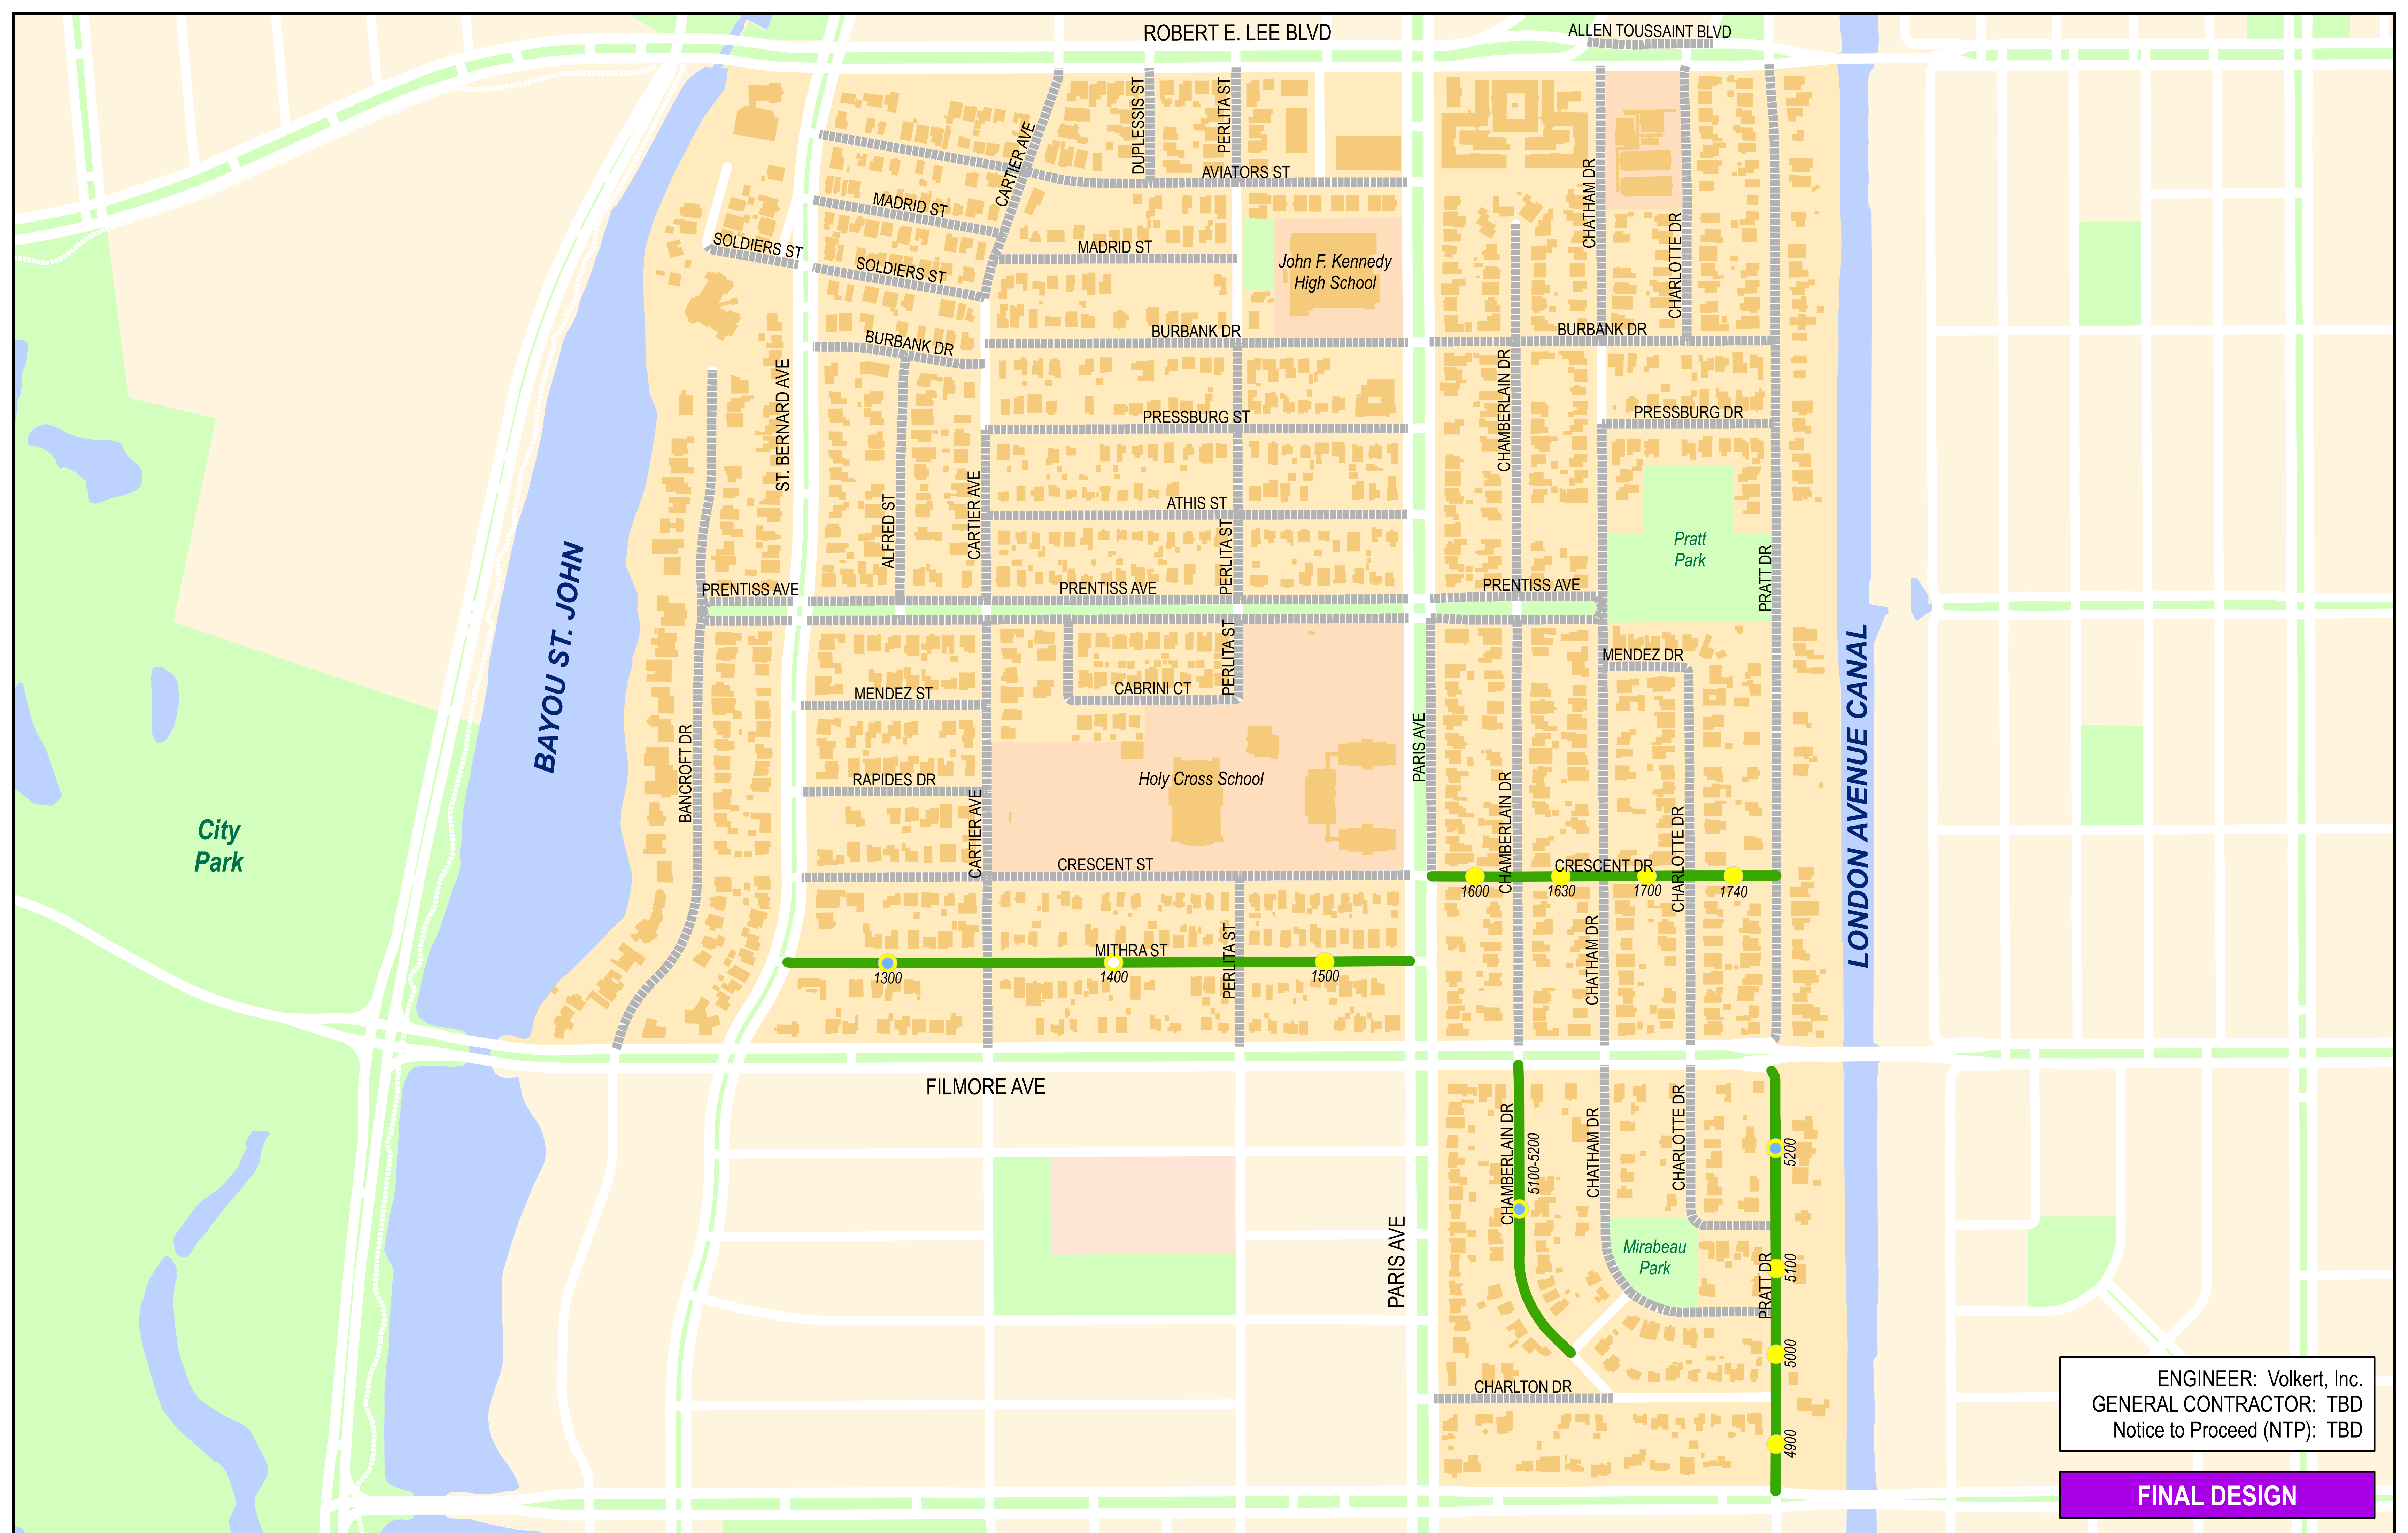 ROBERT E. LEE BLVD
ALLEN TOUSSAINT BLVD
DUPLESSIS ST
PERLITA ST
CARTIER AVE
AVIATORS ST
CHATHAM DR
CHARLOTTE DR
MADRID ST
SOLDIERS ST
SOLDIERS ST
MADRID ST
John F. Kennedy
High School
BURBANK DR
BURBANK DR
BURBANK DR
ST. BERNARD AVE
CHAMBERLAIN DR
PRESSBURG ST
PRESSBURG DR
ALFRED ST
CARTIER AVE
ATHIS ST
PERLITA ST
Pratt
Park
PRATT DR
BAYOU ST. JOHN
PRENTISS AVE
PRENTISS AVE
PRENTISS AVE
LONDON AVENUE CANAL
PERLITA ST
MENDEZ DR
MENDEZ ST
CABRINI CT
BANCROFT DR
PARIS AVE
RAPIDES DR
Holy Cross School
CARTIER AVE
CHAMBERLAIN DR
CHARLOTTE DR
City
Park
CRESCENT ST
CRESCENT DR
1600
1630
1700
1740
CHATHAM DR
MITHRA ST
PERLITA ST
1300
1400
1500
FILMORE AVE
CHAMBERLAIN DR
5100-5200
CHATHAM DR
CHARLOTTE DR
5200
PARIS AVE
Mirabeau
Park
PRATT DR
5100
5000
CHARLTON DR
4900
ENGINEER: Volkert, Inc.
GENERAL CONTRACTOR: TBD
Notice to Proceed (NTP): TBD
FINAL DESIGN